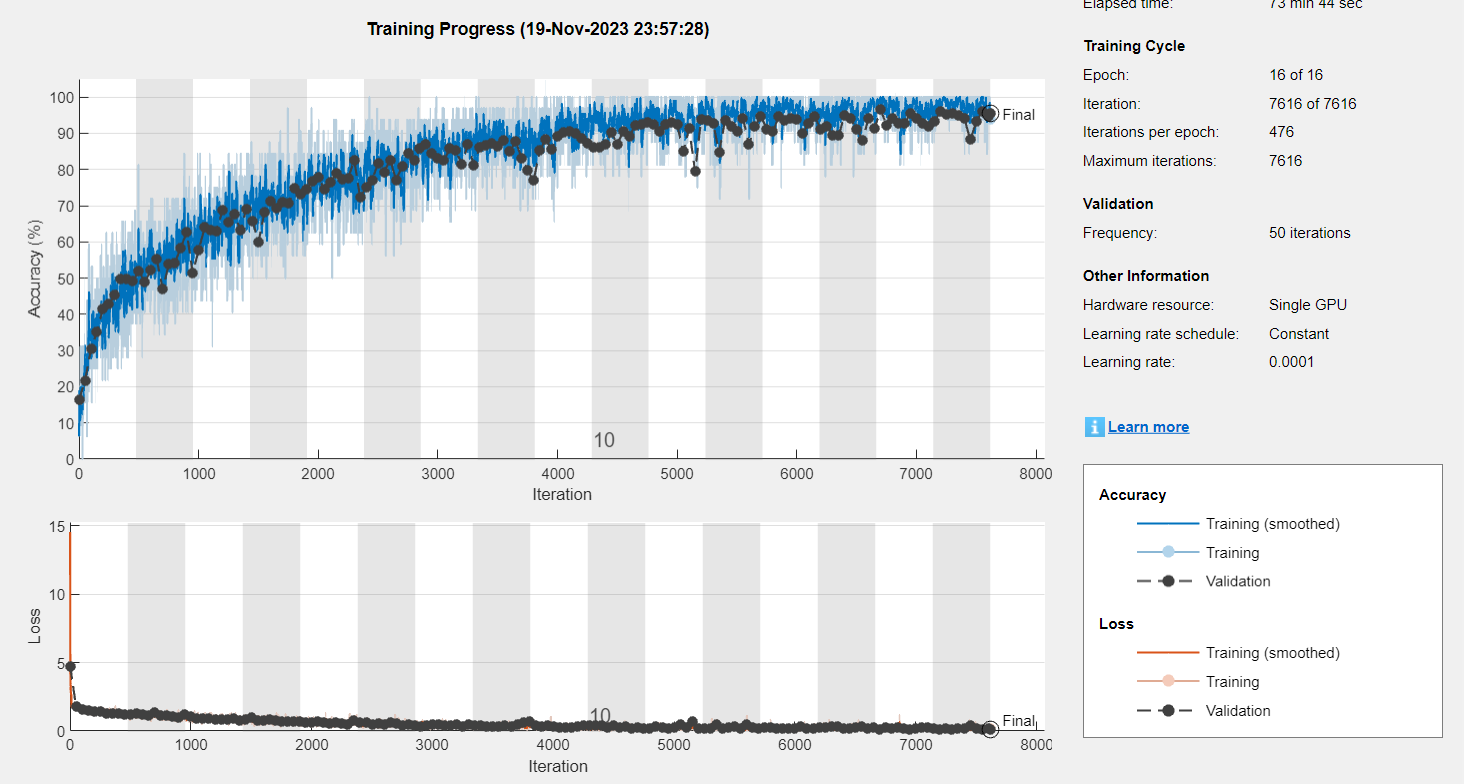 Elapsed time: 73 min 44 sec
Training Progress (19-Nov-2023 23:57:28)
Training Cycle
Epoch: 16 of 16
Iteration: 7616 of 7616
Iterations per epoch: 476
Maximum iterations: 7616
Validation
Frequency: 50 iterations
Other Information
Hardware resource: Single GPU
Learning rate schedule: Constant
Learning rate: 0.0001
i Learn more
Accuracy (%)
100
90
80
70
60
50
40
30
20
10
0
Final
10
0 1000 2000 3000 4000 5000 6000 7000 8000
Iteration
Loss
15
10
5
0
10
Final
0 1000 2000 3000 4000 5000 6000 7000 8000
Iteration
Accuracy
Training (smoothed)
Training
Validation
Loss
Training (smoothed)
Training
Validation